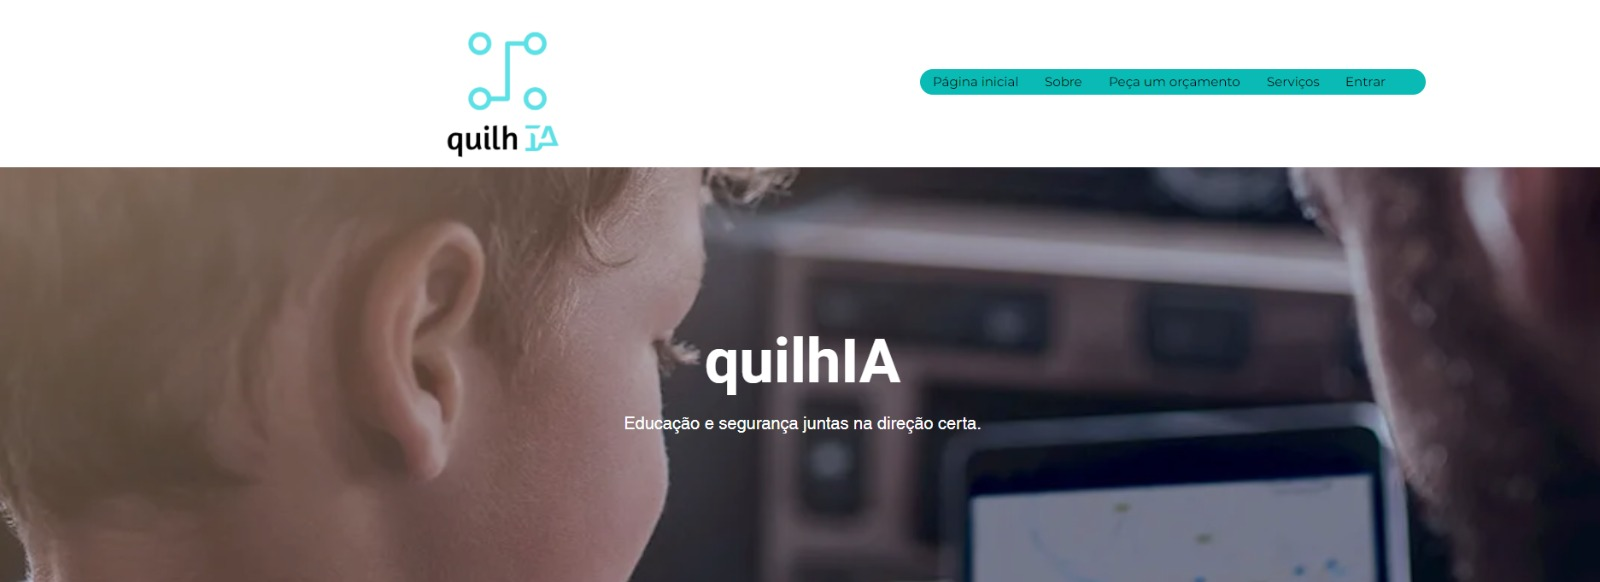 quilh IA
Página inicial Sobre Peça um orçamento Serviços Entrar
quilhIA
Educação e segurança juntas na direção certa.